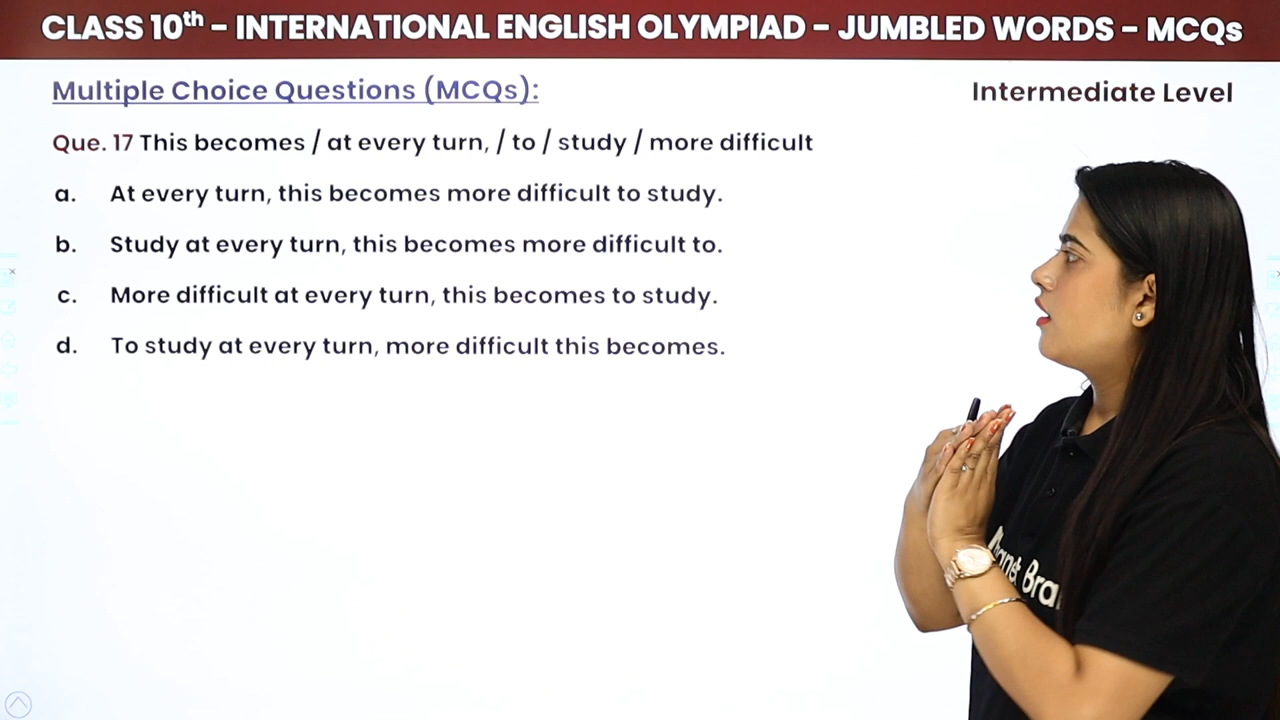 CLASS 10th - INTERNATIONAL ENGLISH OLYMPIAD - JUMBLED WORDS - MCQs
Multiple Choice Questions (MCQs):
Intermediate Level
Que. 17 This becomes / at every turn, / to / study / more difficult
a. At every turn, this becomes more difficult to study.
b. Study at every turn, this becomes more difficult to.
c. More difficult at every turn, this becomes to study.
d. To study at every turn, more difficult this becomes.